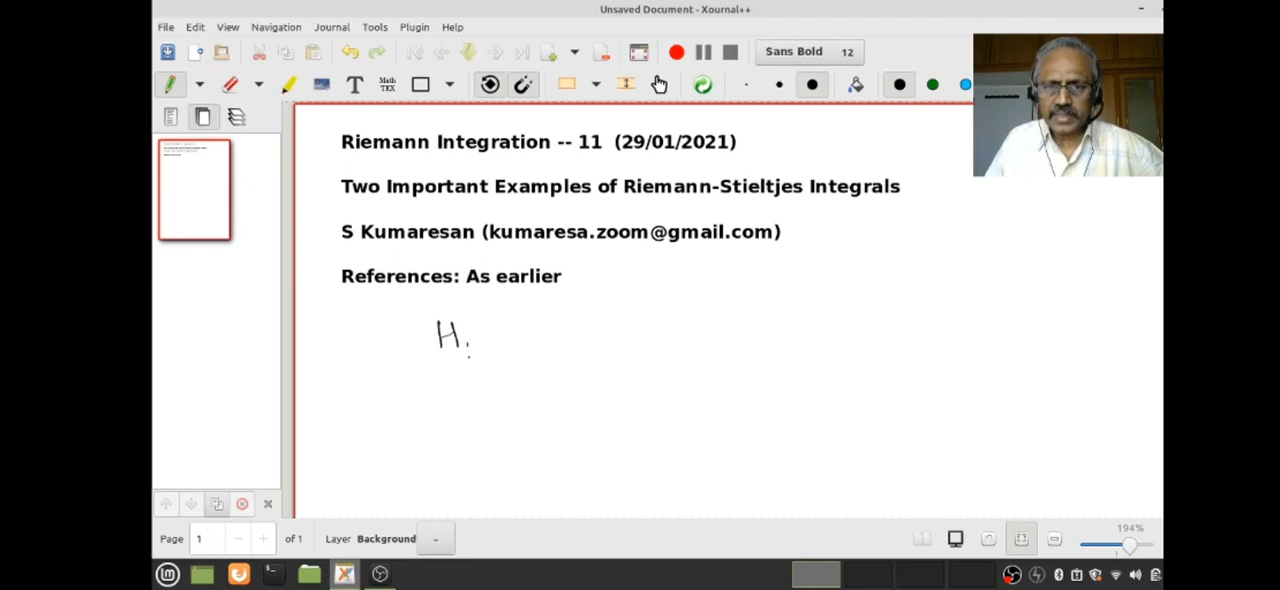 Unsaved Document - Xournal++
File Edit View Navigation Journal Tools Plugin Help
Sans Bold 12
Math
TEX
T
Riemann Integration -- 11 (29/01/2021)
Two Important Examples of Riemann-Stieltjes Integrals
S Kumaresan (kumaresa.zoom@gmail.com)
References: As earlier
H
Page 1 of 1 Layer Background
194%